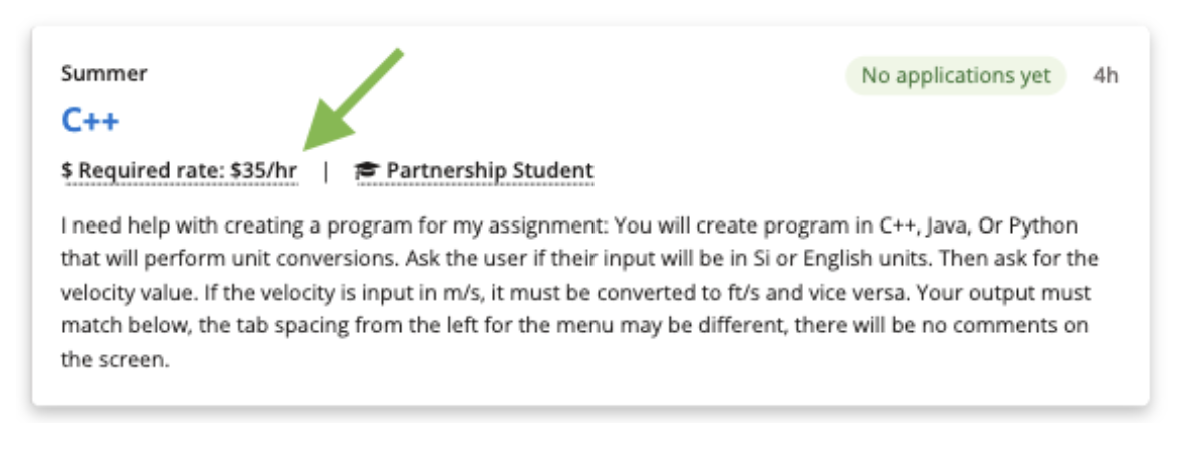 Summer
No applications yet 4h
C++
$ Required rate: $35/hr | Partnership Student
I need help with creating a program for my assignment: You will create program in C++, Java, Or Python
that will perform unit conversions. Ask the user if their input will be in Si or English units. Then ask for the
velocity value. If the velocity is input in m/s, it must be converted to ft/s and vice versa. Your output must
match below, the tab spacing from the left for the menu may be different, there will be no comments on
the screen.